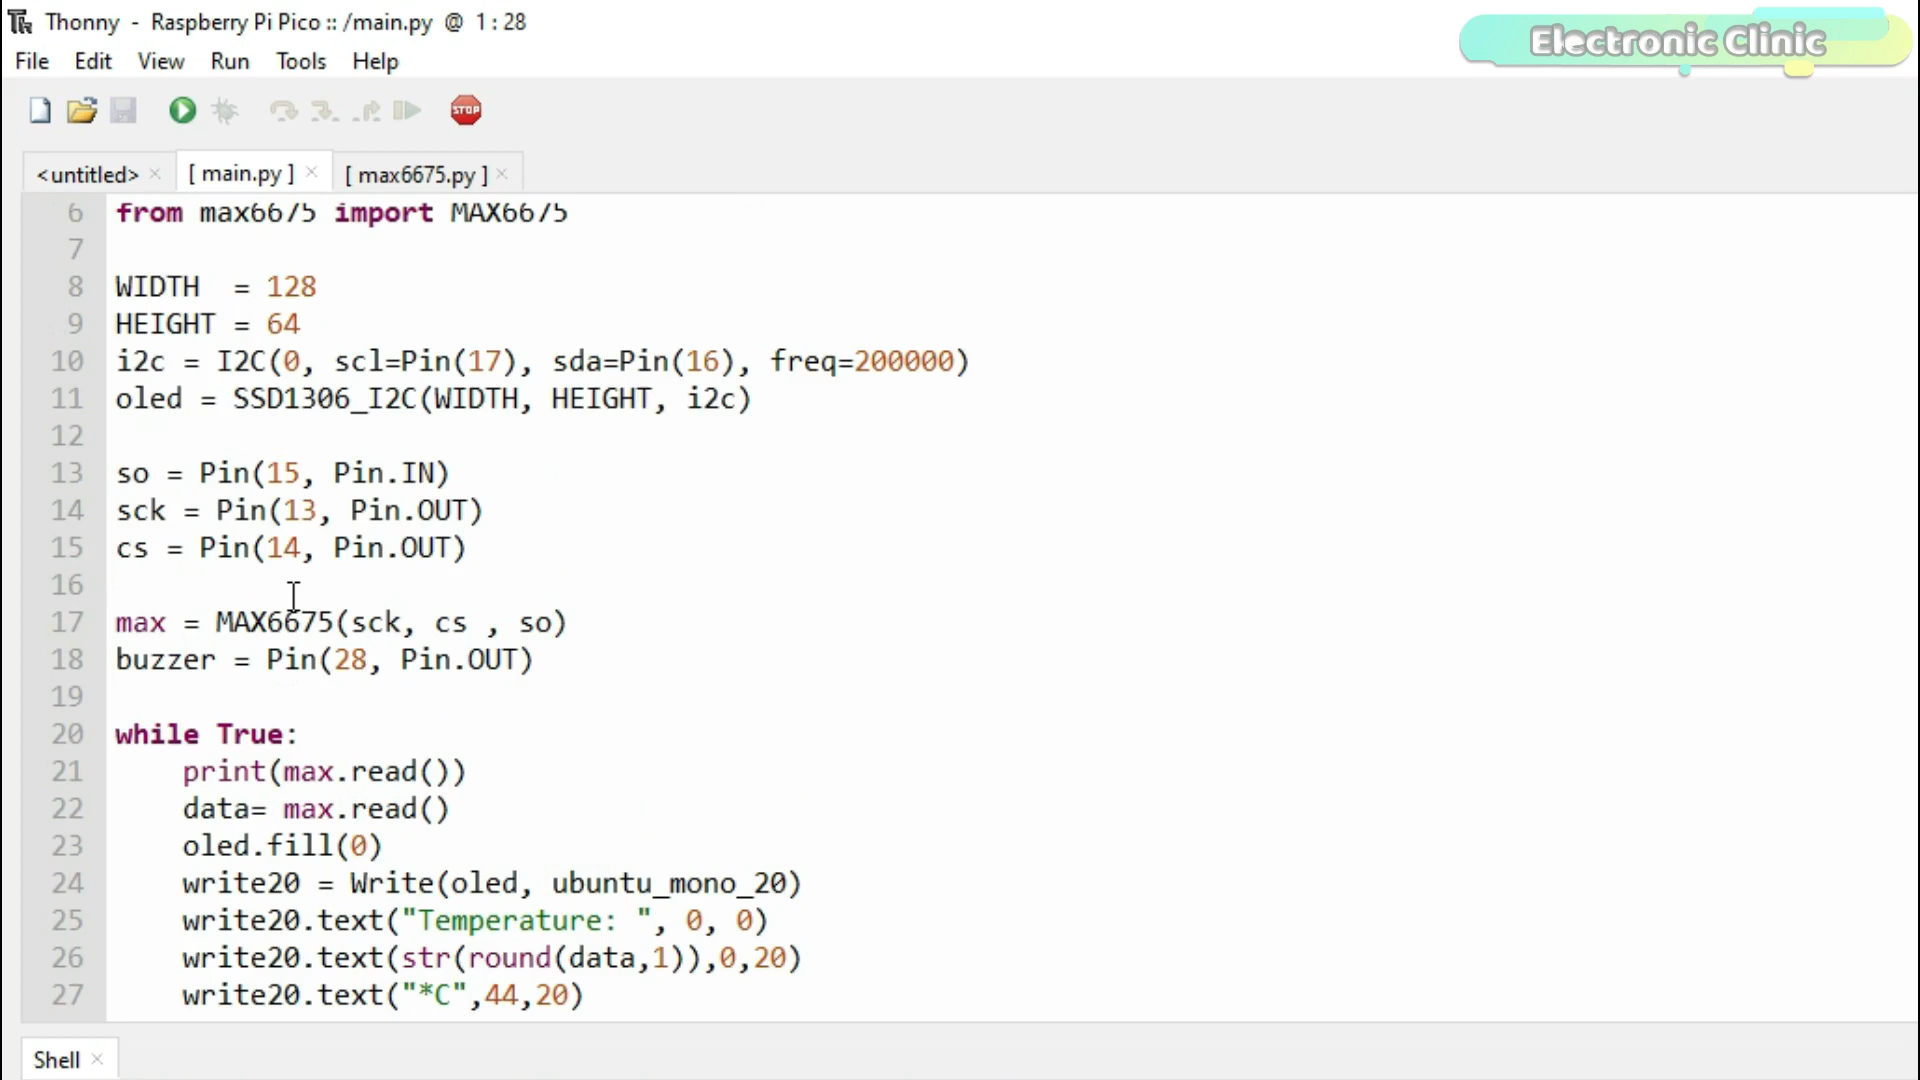 Thonny - Raspberry Pi Pico :: /main.py @ 1:28
Electronic Clinic
File Edit View Run Tools Help
STOP
<untitled> × [ main.py ] × [ max6675.py ] ×
6 from max6675 import MAX6675
7
8 WIDTH  = 128
9 HEIGHT = 64
10 i2c = I2C(0, scl=Pin(17), sda=Pin(16), freq=200000)
11 oled = SSD1306_I2C(WIDTH, HEIGHT, i2c)
12
13 so = Pin(15, Pin.IN)
14 sck = Pin(13, Pin.OUT)
15 cs = Pin(14, Pin.OUT)
16
17 max = MAX6675(sck, cs , so)
18 buzzer = Pin(28, Pin.OUT)
19
20 while True:
21     print(max.read())
22     data= max.read()
23     oled.fill(0)
24     write20 = Write(oled, ubuntu_mono_20)
25     write20.text("Temperature: ", 0, 0)
26     write20.text(str(round(data,1)),0,20)
27     write20.text("*C",44,20)
Shell ×